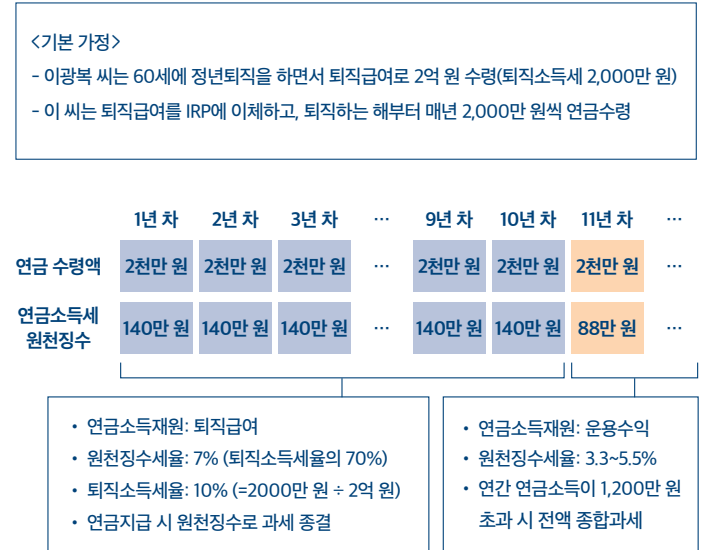 <기본 가정>
- 이광복 씨는 60세에 정년퇴직을 하면서 퇴직급여로 2억 원 수령(퇴직소득세 2,000만 원)
- 이 씨는 퇴직급여를 IRP에 이체하고, 퇴직하는 해부터 매년 2,000만 원씩 연금수령
1년 차 2년 차 3년 차 … 9년 차 10년 차 11년 차 …
연금 수령액 2천만 원 2천만 원 2천만 원 … 2천만 원 2천만 원 2천만 원 …
연금소득세
원천징수 140만 원 140만 원 140만 원 … 140만 원 140만 원 88만 원 …
• 연금소득재원: 퇴직급여
• 원천징수세율: 7% (퇴직소득세율의 70%)
• 퇴직소득세율: 10% (=2000만 원 ÷ 2억 원)
• 연금지급 시 원천징수로 과세 종결
• 연금소득재원: 운용수익
• 원천징수세율: 3.3~5.5%
• 연간 연금소득이 1,200만 원
초과 시 전액 종합과세